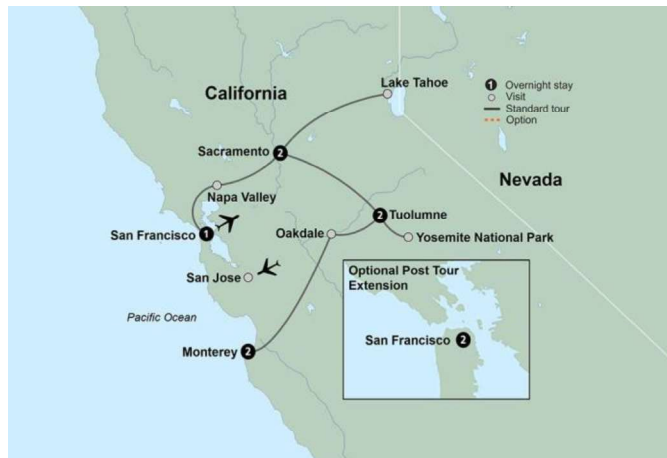 California
Lake Tahoe
1 Overnight stay
Visit
Standard tour
Option
Sacramento 2
Nevada
Napa Valley
2 Tuolumne
San Francisco 1
Oakdale
Yosemite National Park
San Jose
Optional Post Tour
Extension
Pacific Ocean
San Francisco 2
Monterey 2